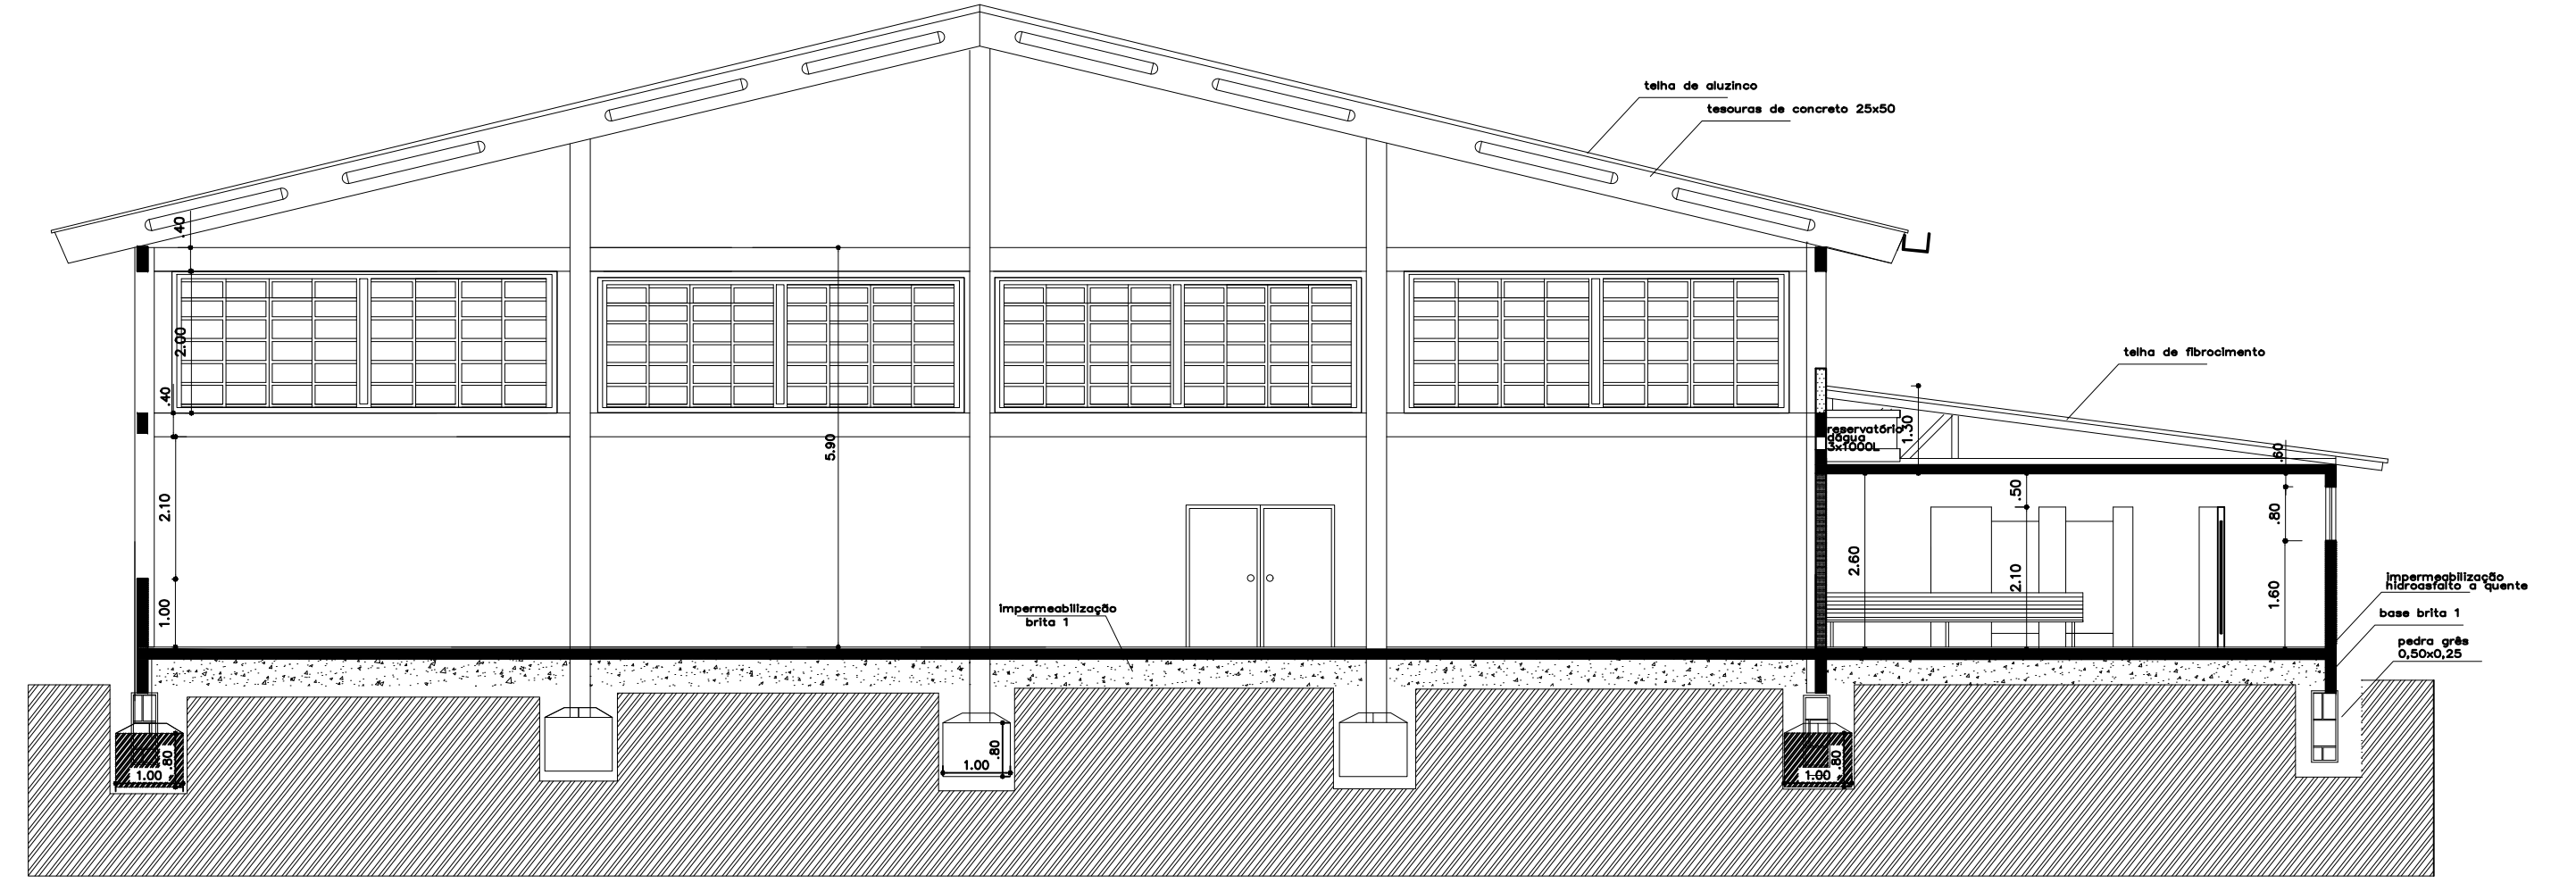 telha de aluzinco
tesouras de concreto 25x50
.40
2.00
.40
5.90
2.10
1.00
telha de fibrocimento
1.30
reservatório
dágua
3x1000L
.60
.50
.80
2.60
2.10
1.60
impermeabilização
brita 1
impermeabilização
hidroasfalto a quente
base brita 1
pedra grês
0,50x0,25
.80
1.00
.80
1.00
.80
1.00